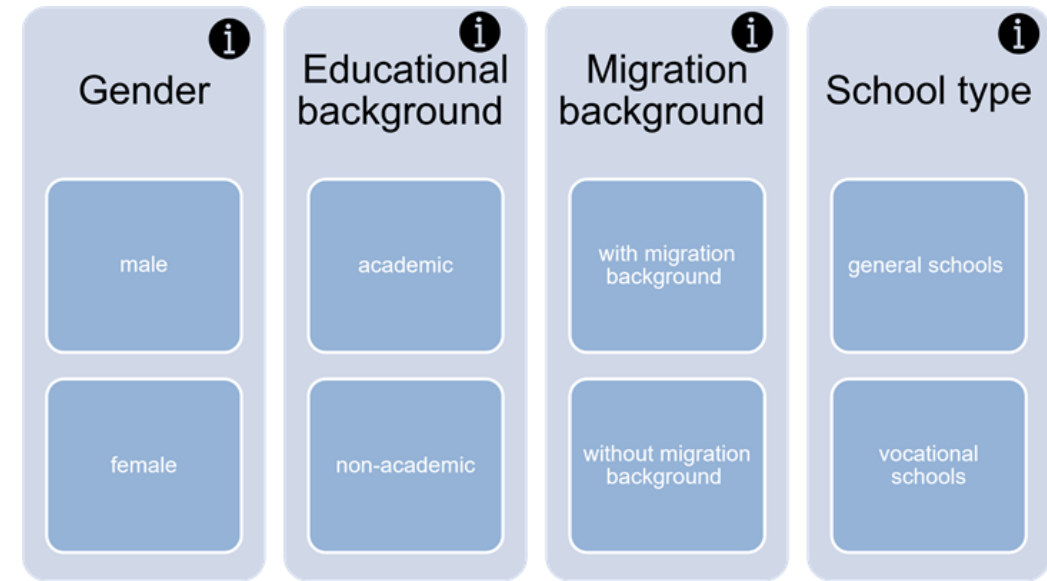 i
Gender
male
female
i
Educational
background
academic
non-academic
i
Migration
background
with migration
background
without migration
background
i
School type
general schools
vocational
schools